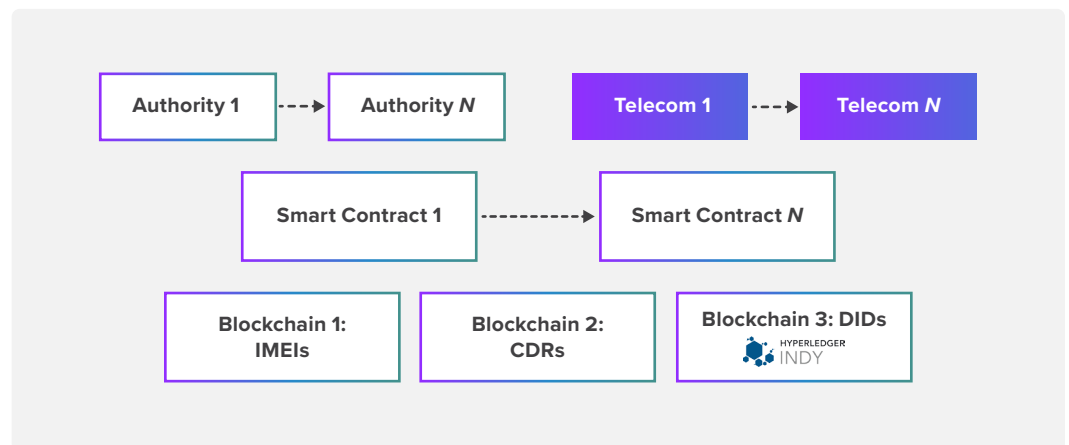 Authority 1
Authority N
Telecom 1
Telecom N
Smart Contract 1
Smart Contract N
Blockchain 1:
IMEIs
Blockchain 2:
CDRs
Blockchain 3: DIDs
HYPERLEDGER
INDY